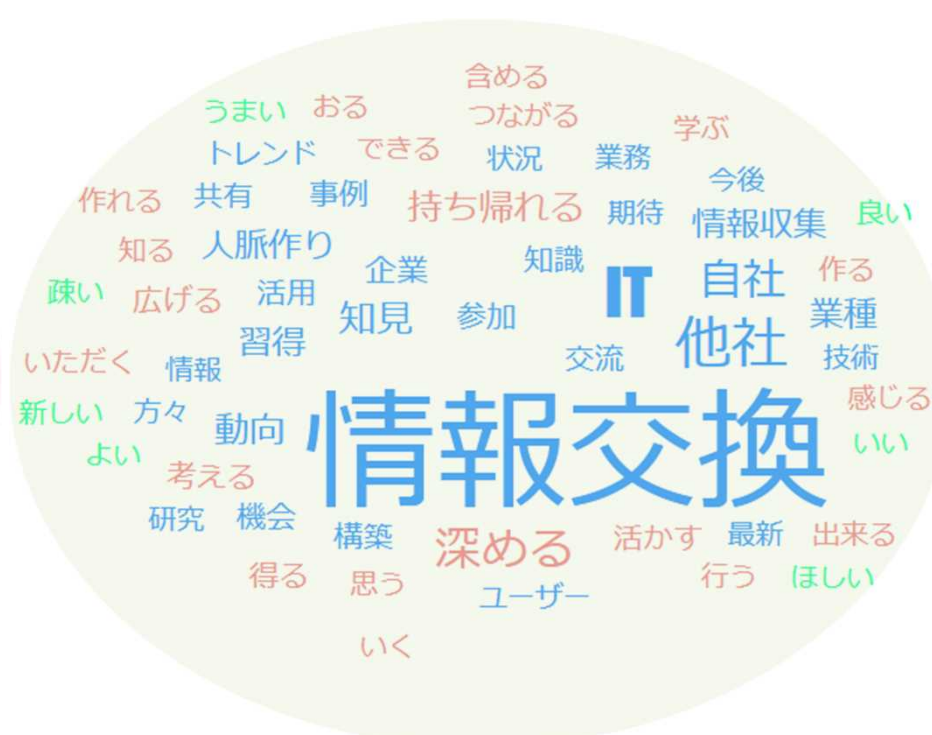 含める
うまい おる つながる
学ぶ
トレンド できる 状況 業務
今後
作れる 共有 事例 持ち帰れる 期待 情報収集 良い
知る 人脈作り 企業 知識 IT 自社 作る
疎い 広げる 活用 知見 参加 他社 業種
いただく 情報 習得 交流 技術
新しい 方々 動向 情報交換 感じる
よい いい
考える
研究 機会 構築 深める 活かす 最新 出来る
得る 思う ユーザー 行う ほしい
いく